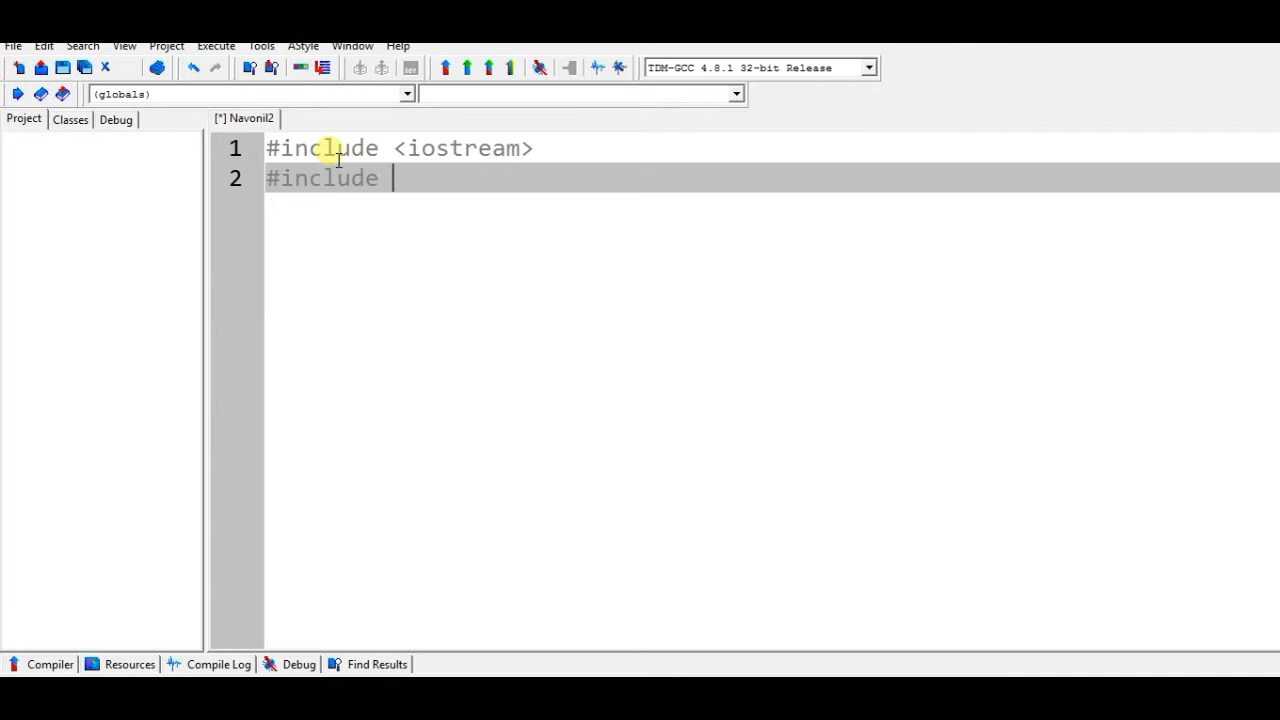 File Edit Search View Project Execute Tools AStyle Window Help
TDM-GCC 4.8.1 32-bit Release
(globals)
Project Classes Debug [*] Navonil2
1 #include <iostream>
2 #include
Compiler Resources Compile Log Debug Find Results